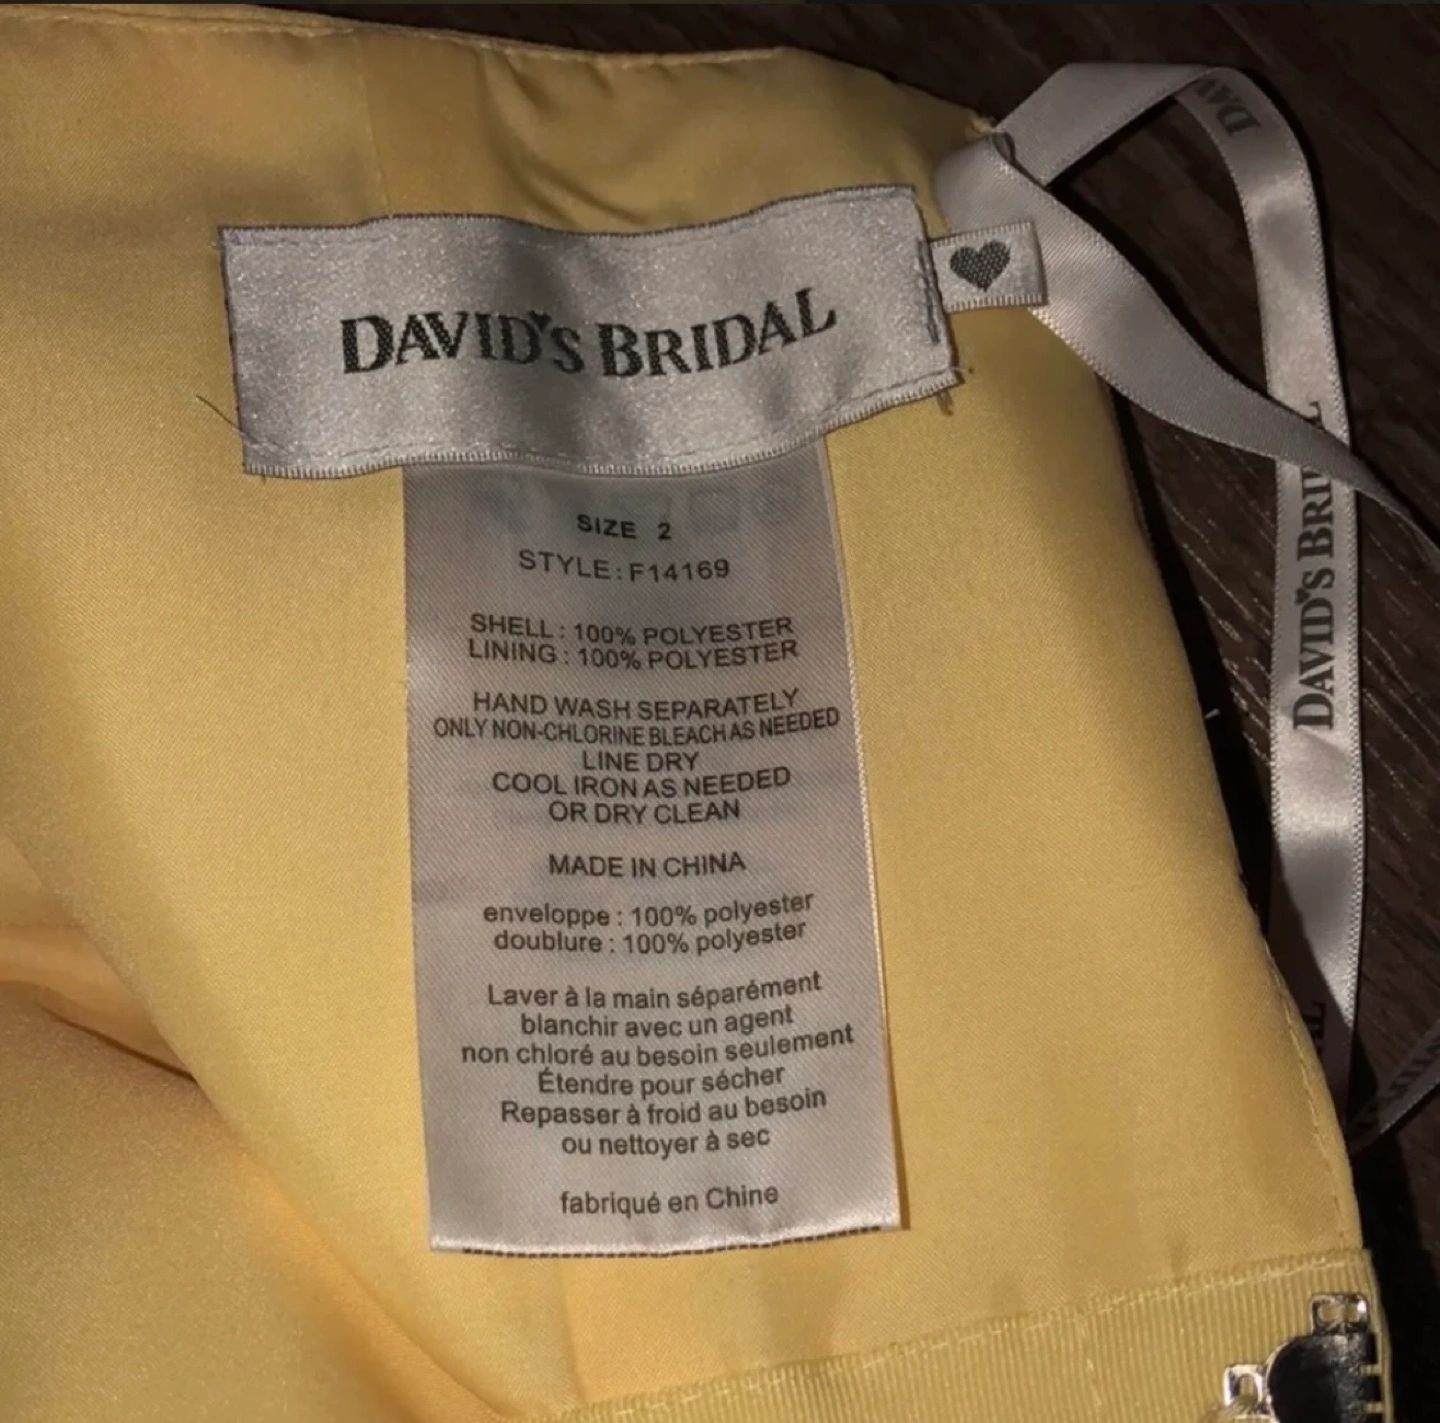 DAVID'S BRIDAL
SIZE 2
STYLE: F14169
SHELL : 100% POLYESTER
LINING : 100% POLYESTER
HAND WASH SEPARATELY
ONLY NON-CHLORINE BLEACH AS NEEDED
LINE DRY
COOL IRON AS NEEDED
OR DRY CLEAN
MADE IN CHINA
enveloppe : 100% polyester
doublure : 100% polyester
Laver à la main séparément
blanchir avec un agent
non chloré au besoin seulement
Étendre pour sécher
Repasser à froid au besoin
ou nettoyer à sec
fabriqué en Chine
DAV
DAVID'S BRIDAL